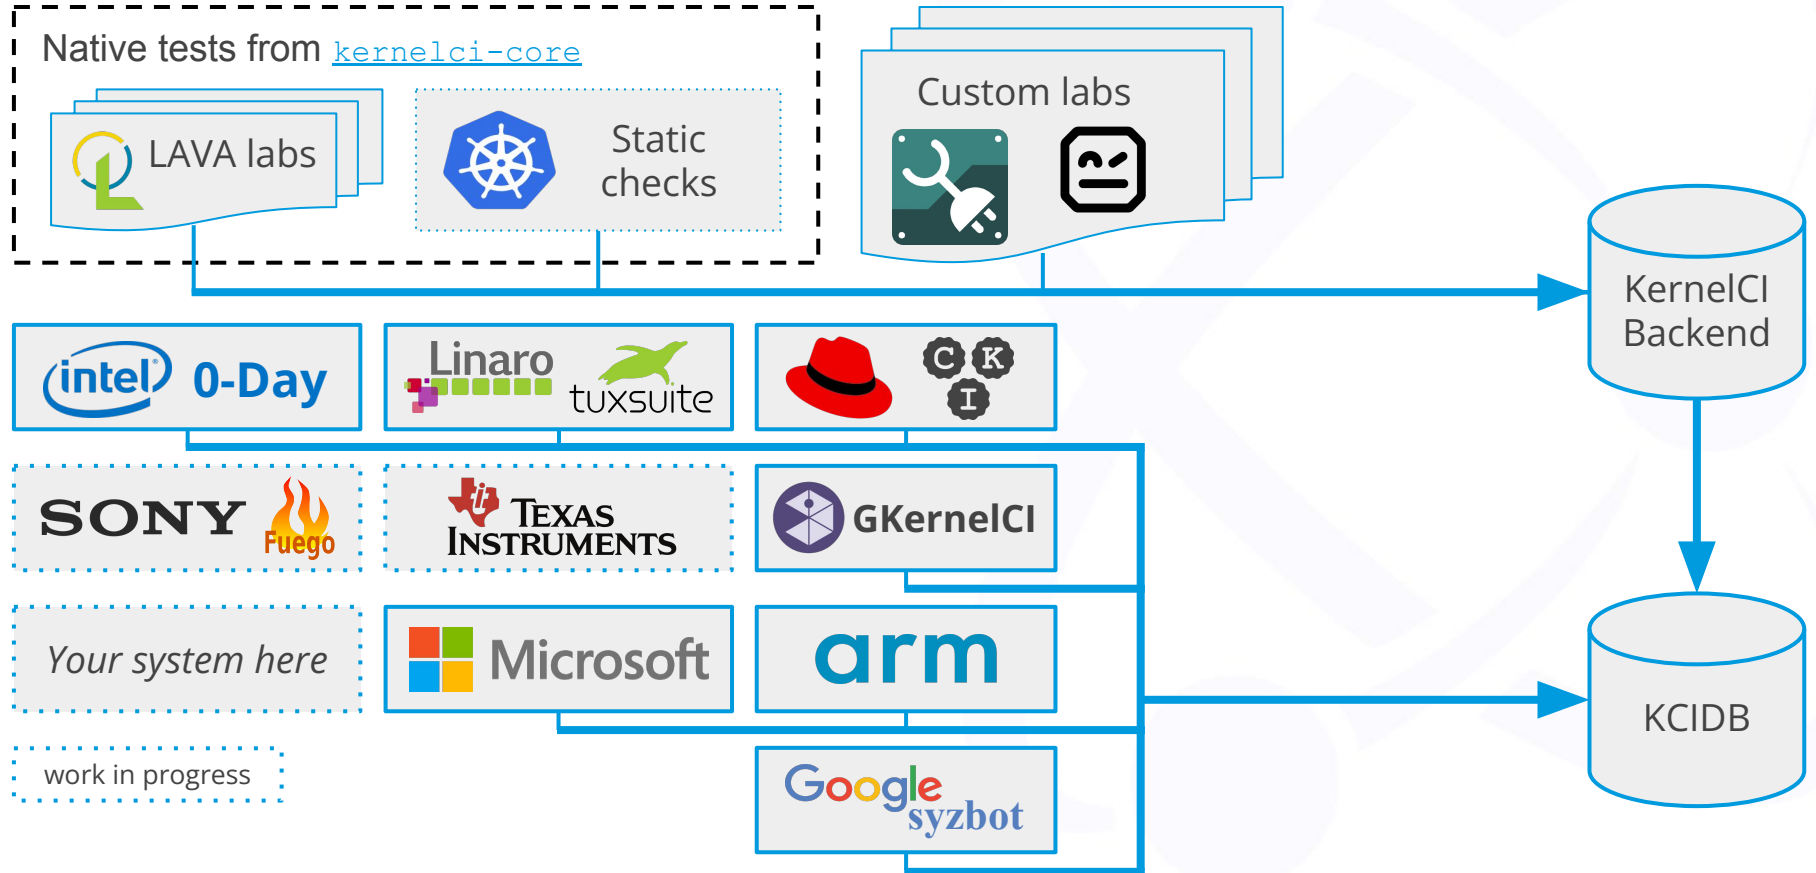 Native tests from kernelci-core
LAVA labs
Static
checks
Custom labs
KernelCI
Backend
intel 0-Day
Linaro
tuxsuite
C K
I
SONY
Fuego
ti
TEXAS
INSTRUMENTS
GKernelCI
Your system here
Microsoft
arm
KCIDB
work in progress
Google
syzbot